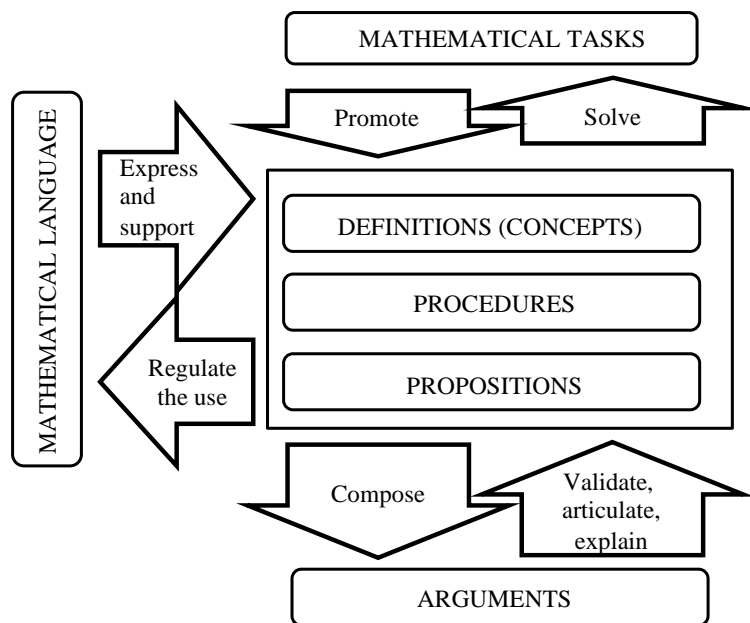 MATHEMATICAL TASKS
Promote
Solve
MATHEMATICAL LANGUAGE
Express
and
support
DEFINITIONS (CONCEPTS)
PROCEDURES
PROPOSITIONS
Regulate
the use
Compose
Validate,
articulate,
explain
ARGUMENTS